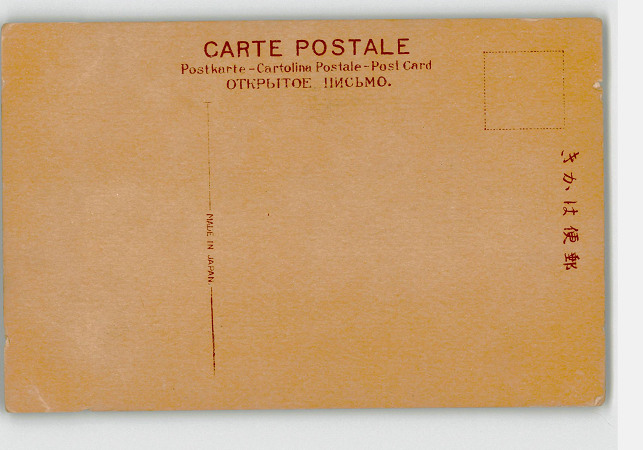 CARTE POSTALE
Postkarte - Cartolina Postale - Post Card
ОТКРЫТОЕ ПИСЬМО.
MADE IN JAPAN
きかは便郵